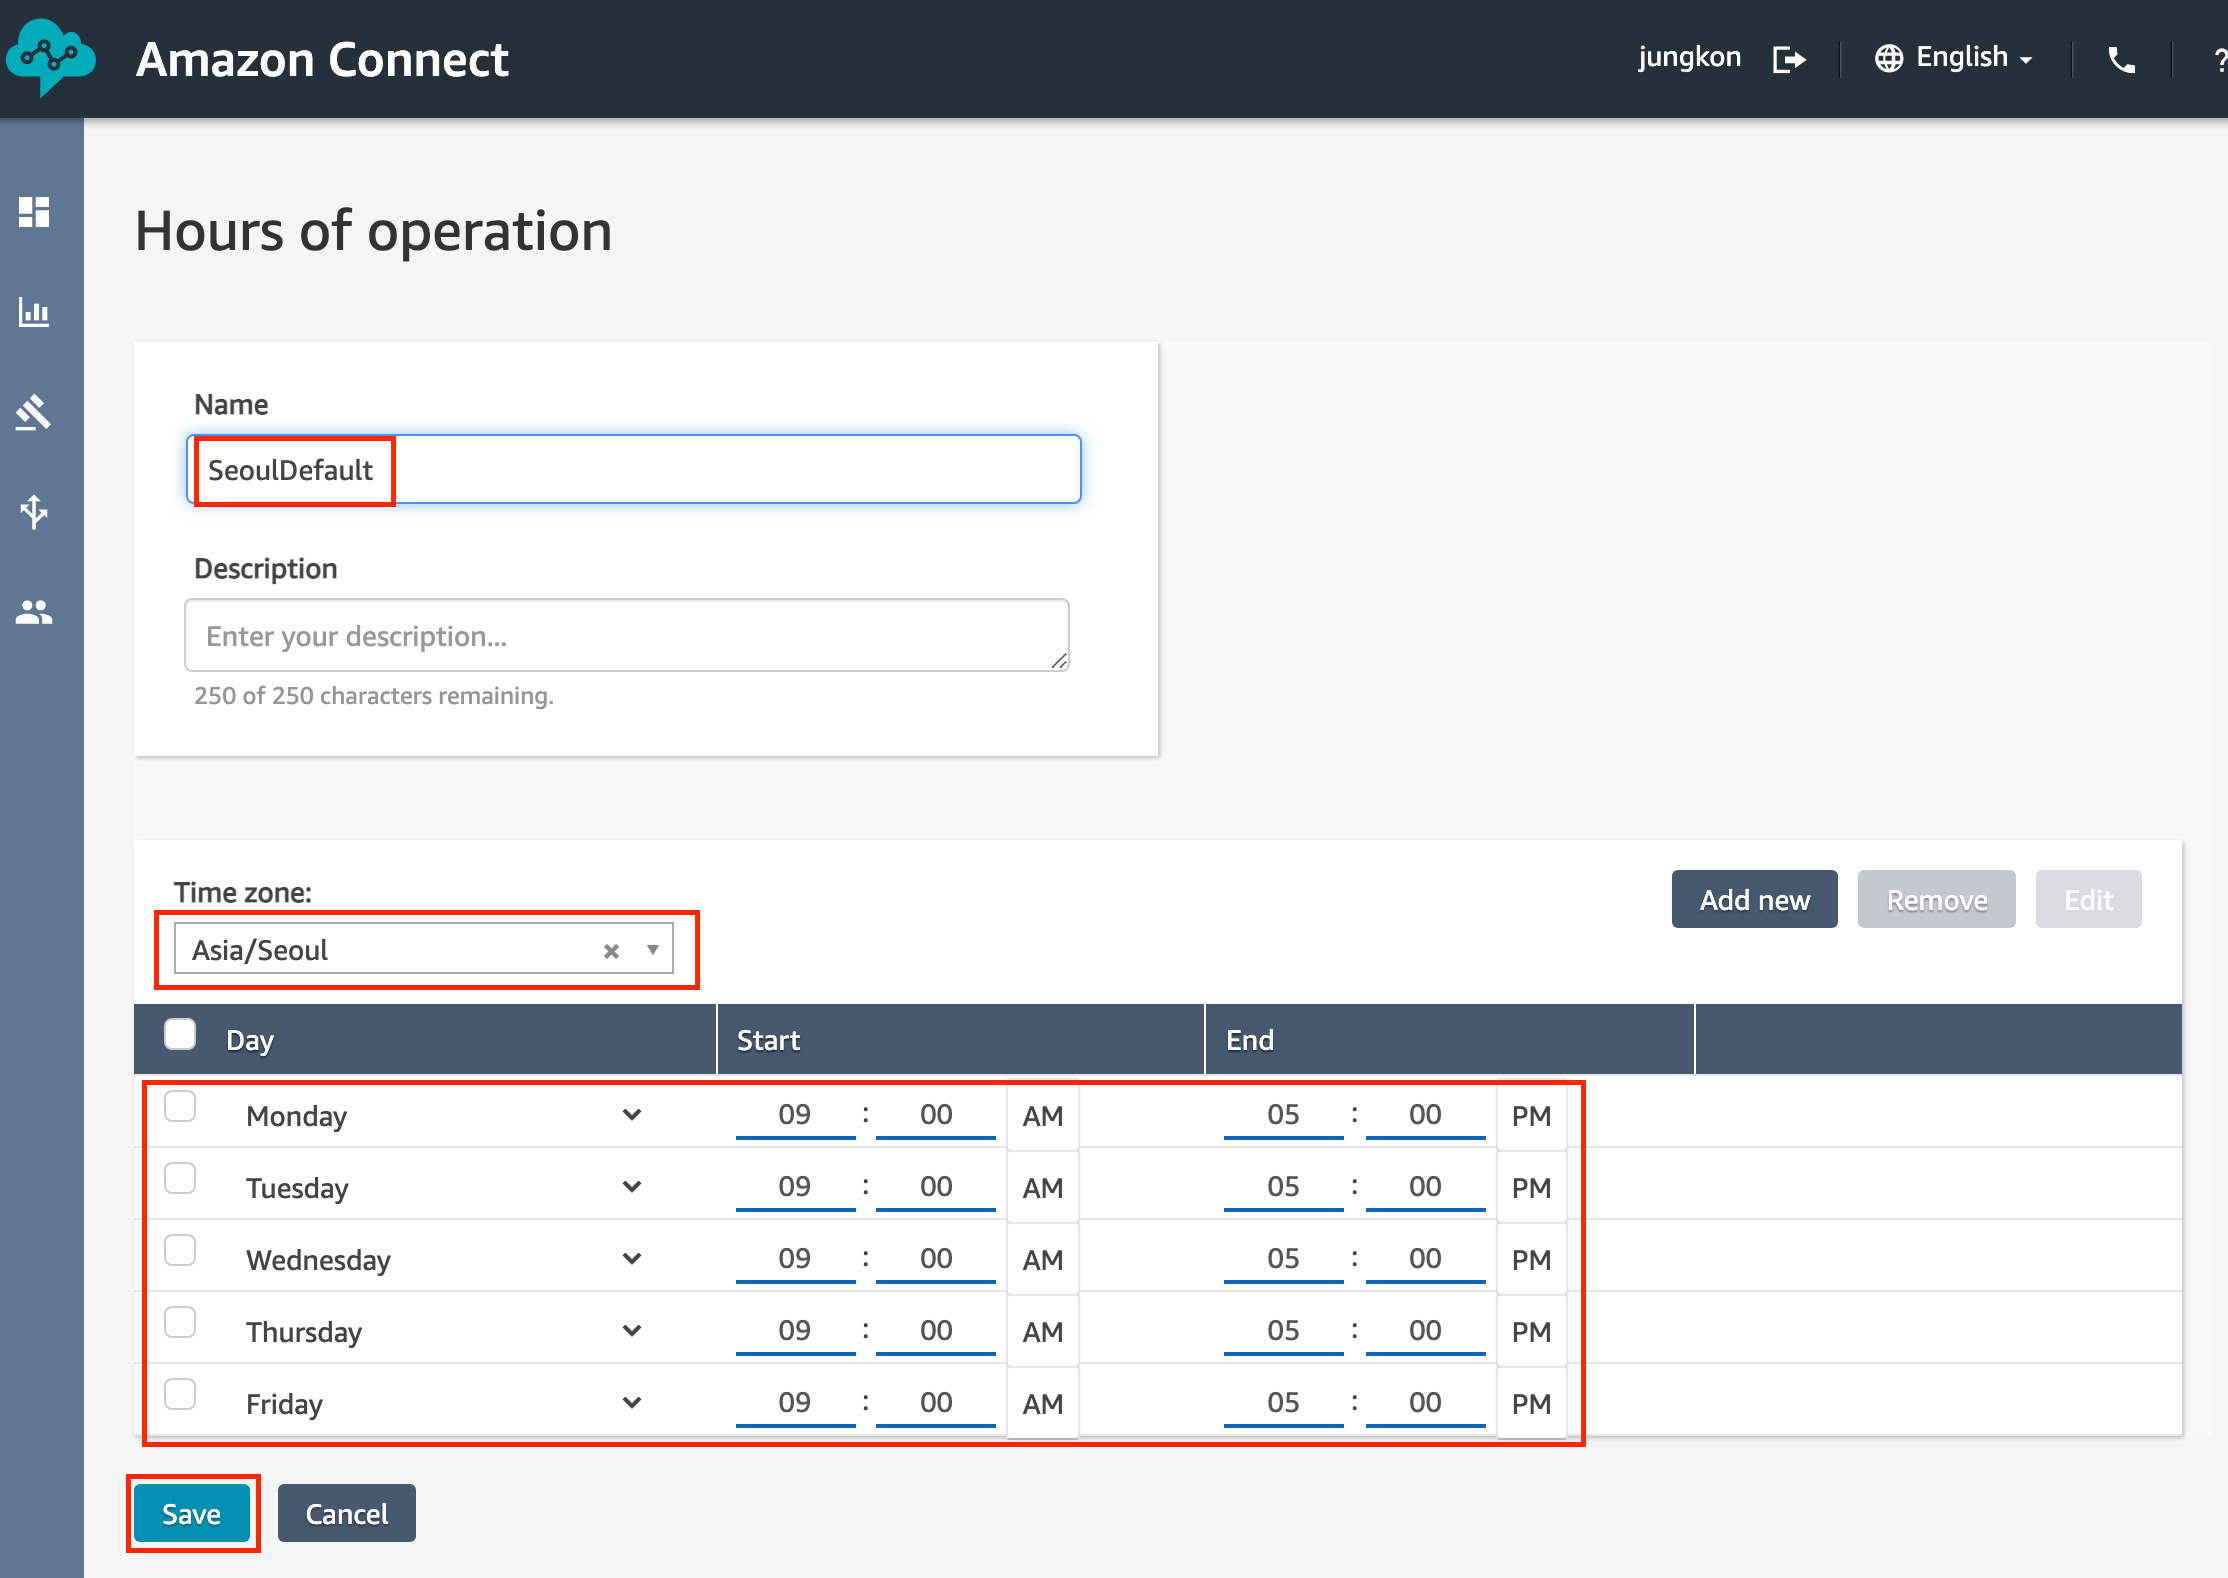 Amazon Connect
jungkon
English
?
Hours of operation
Name
SeoulDefault
Description
Enter your description...
250 of 250 characters remaining.
Time zone:
Asia/Seoul
Add new
Remove
Edit
Day Start End
Monday 09 : 00 AM 05 : 00 PM
Tuesday 09 : 00 AM 05 : 00 PM
Wednesday 09 : 00 AM 05 : 00 PM
Thursday 09 : 00 AM 05 : 00 PM
Friday 09 : 00 AM 05 : 00 PM
Save
Cancel